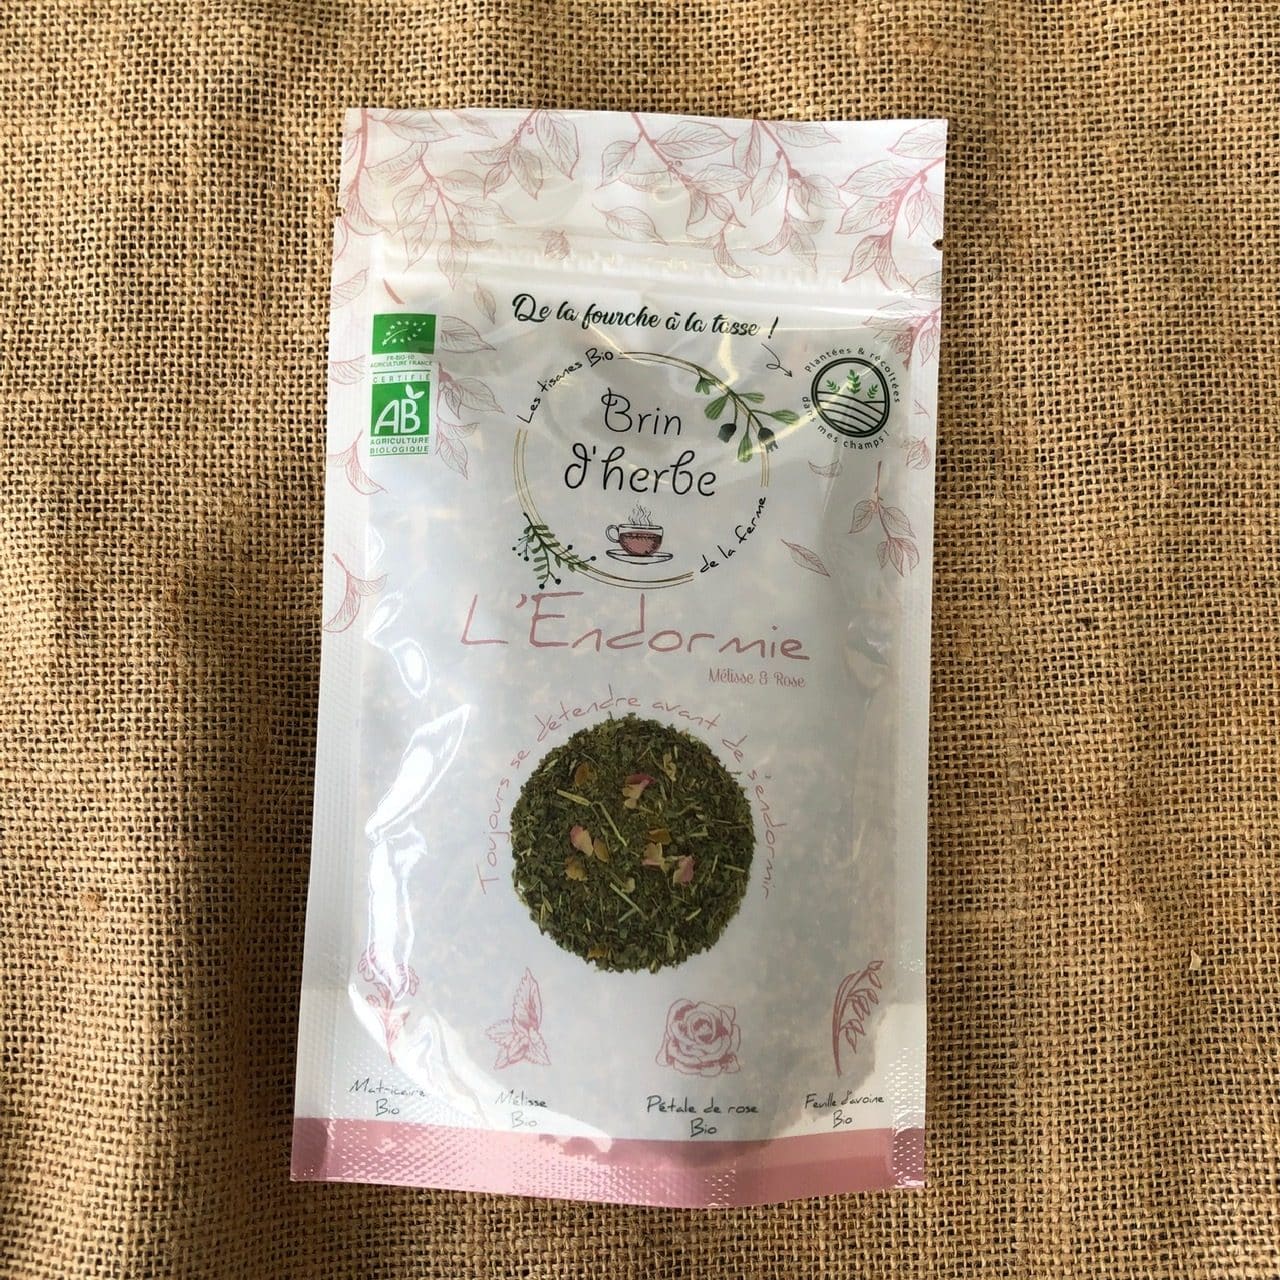 De la fourche à la tasse !
FR-BIO-10
AGRICULTURE FRANCE
CERTIFIÉ
AB
AGRICULTURE
BIOLOGIQUE
Les tisanes Bio
Brin
d'herbe
de la ferme
Plantées & récoltées
dans mes champs !
L'Endormie
Mélisse & Rose
Toujours se détendre avant de s'endormir
Matricaire
Bio
Mélisse
Bio
Pétale de rose
Bio
Feuille d'avoine
Bio